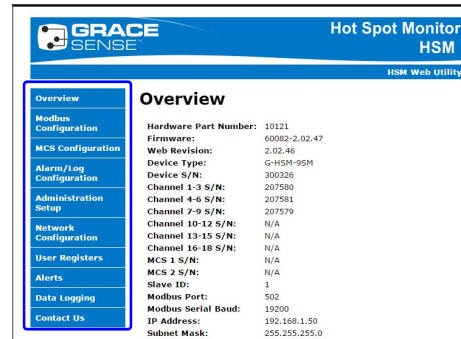 GRACE
SENSE
Hot Spot Monitor
HSM
HSM Web Utility
Overview
Modbus
Configuration
MCS Configuration
Alarm/Log
Configuration
Administration
Setup
Network
Configuration
User Registers
Alerts
Data Logging
Contact Us
Overview
Hardware Part Number: 10121
Firmware: 60082-2.02.47
Web Revision: 2.02.46
Device Type: G-HSM-9SM
Device S/N: 300326
Channel 1-3 S/N: 207580
Channel 4-6 S/N: 207581
Channel 7-9 S/N: 207579
Channel 10-12 S/N: N/A
Channel 13-15 S/N: N/A
Channel 16-18 S/N: N/A
MCS 1 S/N: N/A
MCS 2 S/N: N/A
Slave ID: 1
Modbus Port: 502
Modbus Serial Baud: 19200
IP Address: 192.168.1.50
Subnet Mask: 255.255.255.0